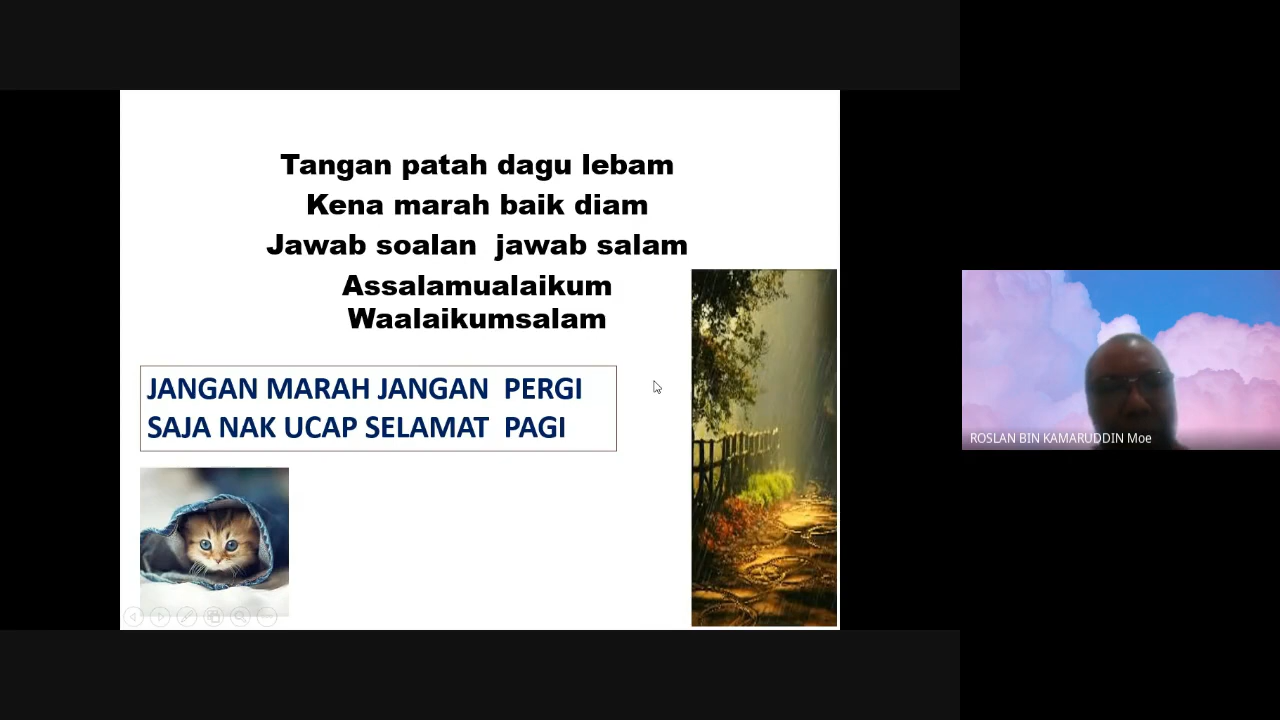 Tangan patah dagu lebam
Kena marah baik diam
Jawab soalan  jawab salam
Assalamualaikum
Waalaikumsalam
JANGAN MARAH JANGAN  PERGI
SAJA NAK UCAP SELAMAT  PAGI
ROSLAN BIN KAMARUDDIN Moe